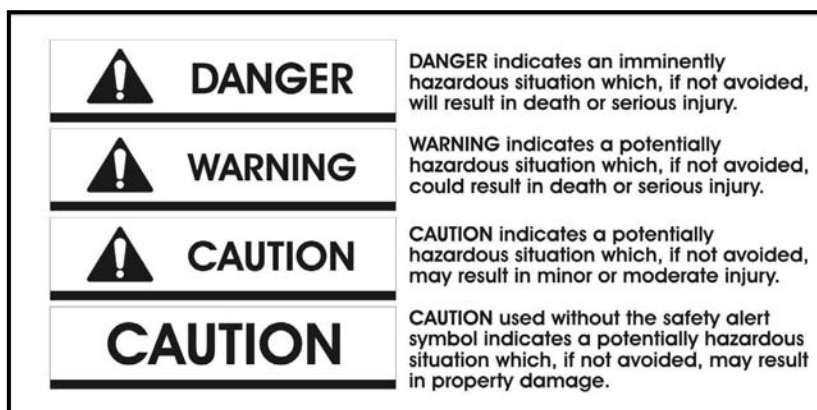 DANGER
DANGER indicates an imminently
hazardous situation which, if not avoided,
will result in death or serious injury.
WARNING
WARNING indicates a potentially
hazardous situation which, if not avoided,
could result in death or serious injury.
CAUTION
CAUTION indicates a potentially
hazardous situation which, if not avoided,
may result in minor or moderate injury.
CAUTION
CAUTION used without the safety alert
symbol indicates a potentially hazardous
situation which, if not avoided, may result
in property damage.